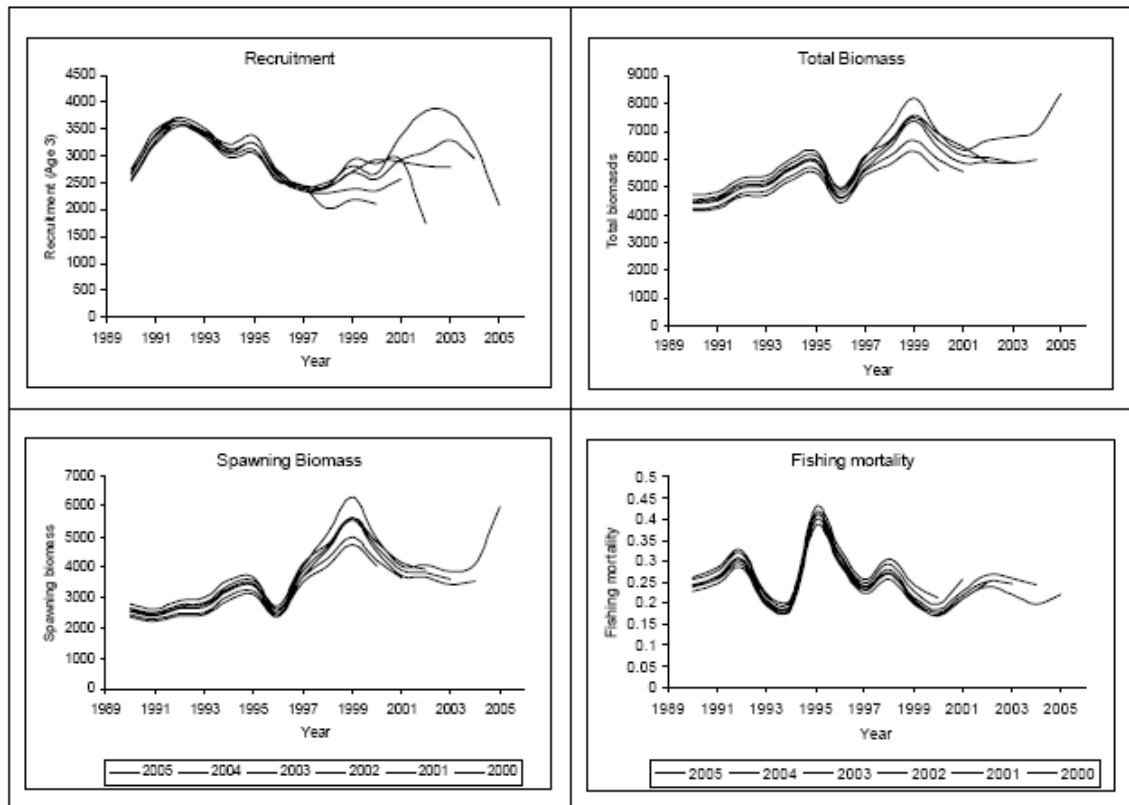 Recruitment
4500
4000
3500
3000
2500
2000
1500
1000
500
0
Recruitment (Age 3)
1989 1991 1993 1995 1997 1999 2001 2003 2005
Year
Total Biomass
9000
8000
7000
6000
5000
4000
3000
2000
1000
0
Total biomasds
1989 1991 1993 1995 1997 1999 2001 2003 2005
Year
Spawning Biomass
7000
6000
5000
4000
3000
2000
1000
0
Spawning biomass
1989 1991 1993 1995 1997 1999 2001 2003 2005
Year
2005 2004 2003 2002 2001 2000
Fishing mortality
0.5
0.45
0.4
0.35
0.3
0.25
0.2
0.15
0.1
0.05
0
Fishing mortality
1989 1991 1993 1995 1997 1999 2001 2003 2005
Year
2005 2004 2003 2002 2001 2000